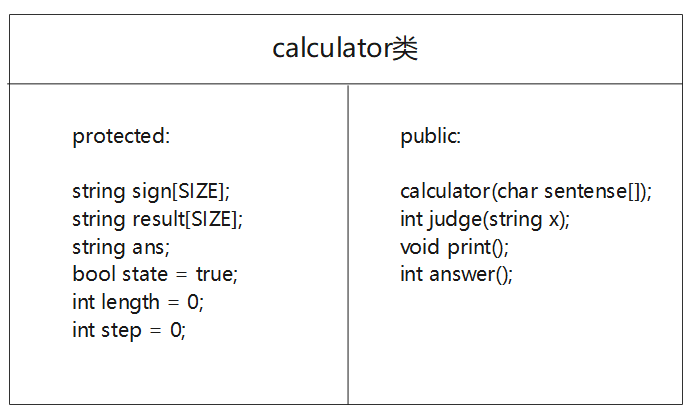 calculator类
protected:
string sign[SIZE];
string result[SIZE];
string ans;
bool state = true;
int length = 0;
int step = 0;
public:
calculator(char sentense[]);
int judge(string x);
void print();
int answer();